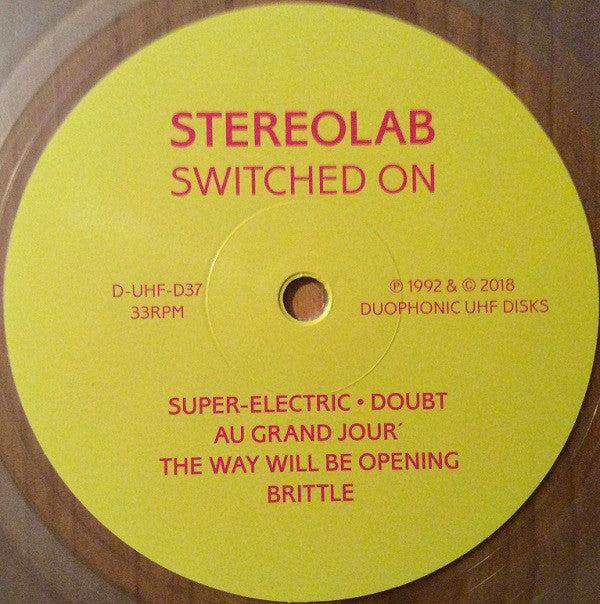 STEREOLAB
SWITCHED ON
D-UHF-D37
33RPM
℗ 1992 & © 2018
DUOPHONIC UHF DISKS
SUPER-ELECTRIC • DOUBT
AU GRAND JOUR´
THE WAY WILL BE OPENING
BRITTLE